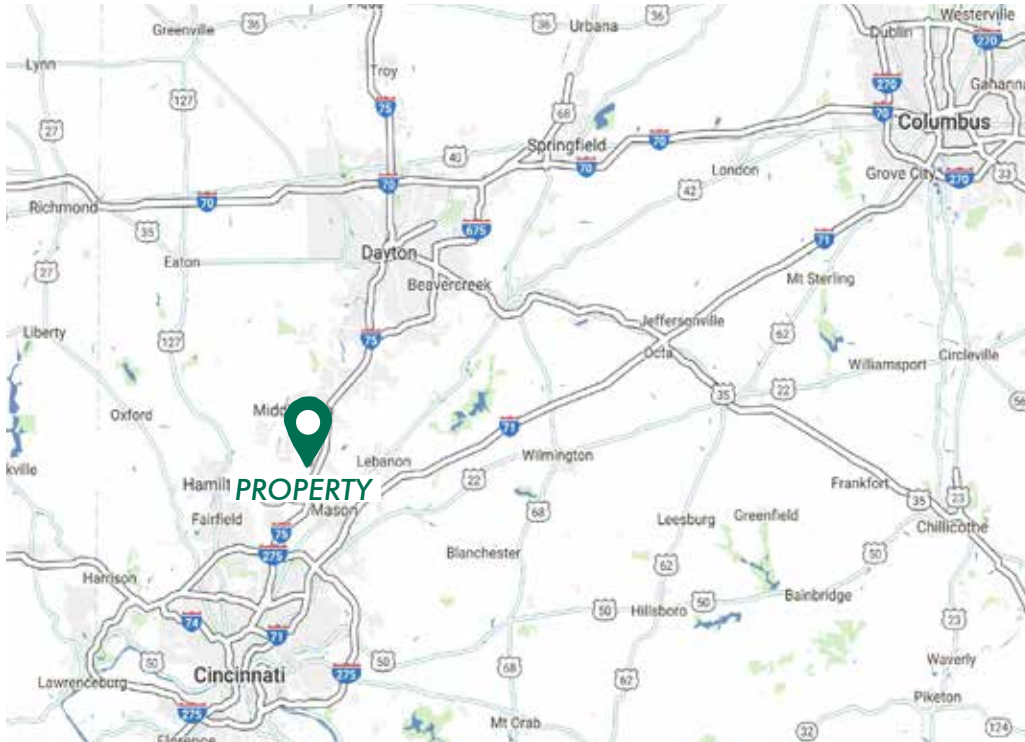 Greenville
36
36
Urbana
36
Westerville
Dublin
270
Lynn
Troy
127
75
270
Gahanna
70
27
68
Columbus
40
Springfield
70
70
London
Grove City
270
33
70
70
42
Richmond
35
675
71
Eaton
Dayton
27
Beavercreek
Mt Sterling
Liberty
127
75
Jeffersonville
62
Octa
Williamsport
Circleville
22
35
56
Oxford
71
Lebanon
Wilmington
22
Frankfort
35
23
PROPERTY
Mason
Fairfield
68
Leesburg
Greenfield
Chillicothe
75
275
Blanchester
50
62
Harrison
50
50
Bainbridge
Hillsboro
74
71
23
50
50
275
Waverly
Lawrenceburg
Cincinnati
68
62
Piketon
275
Mt Orab
32
124